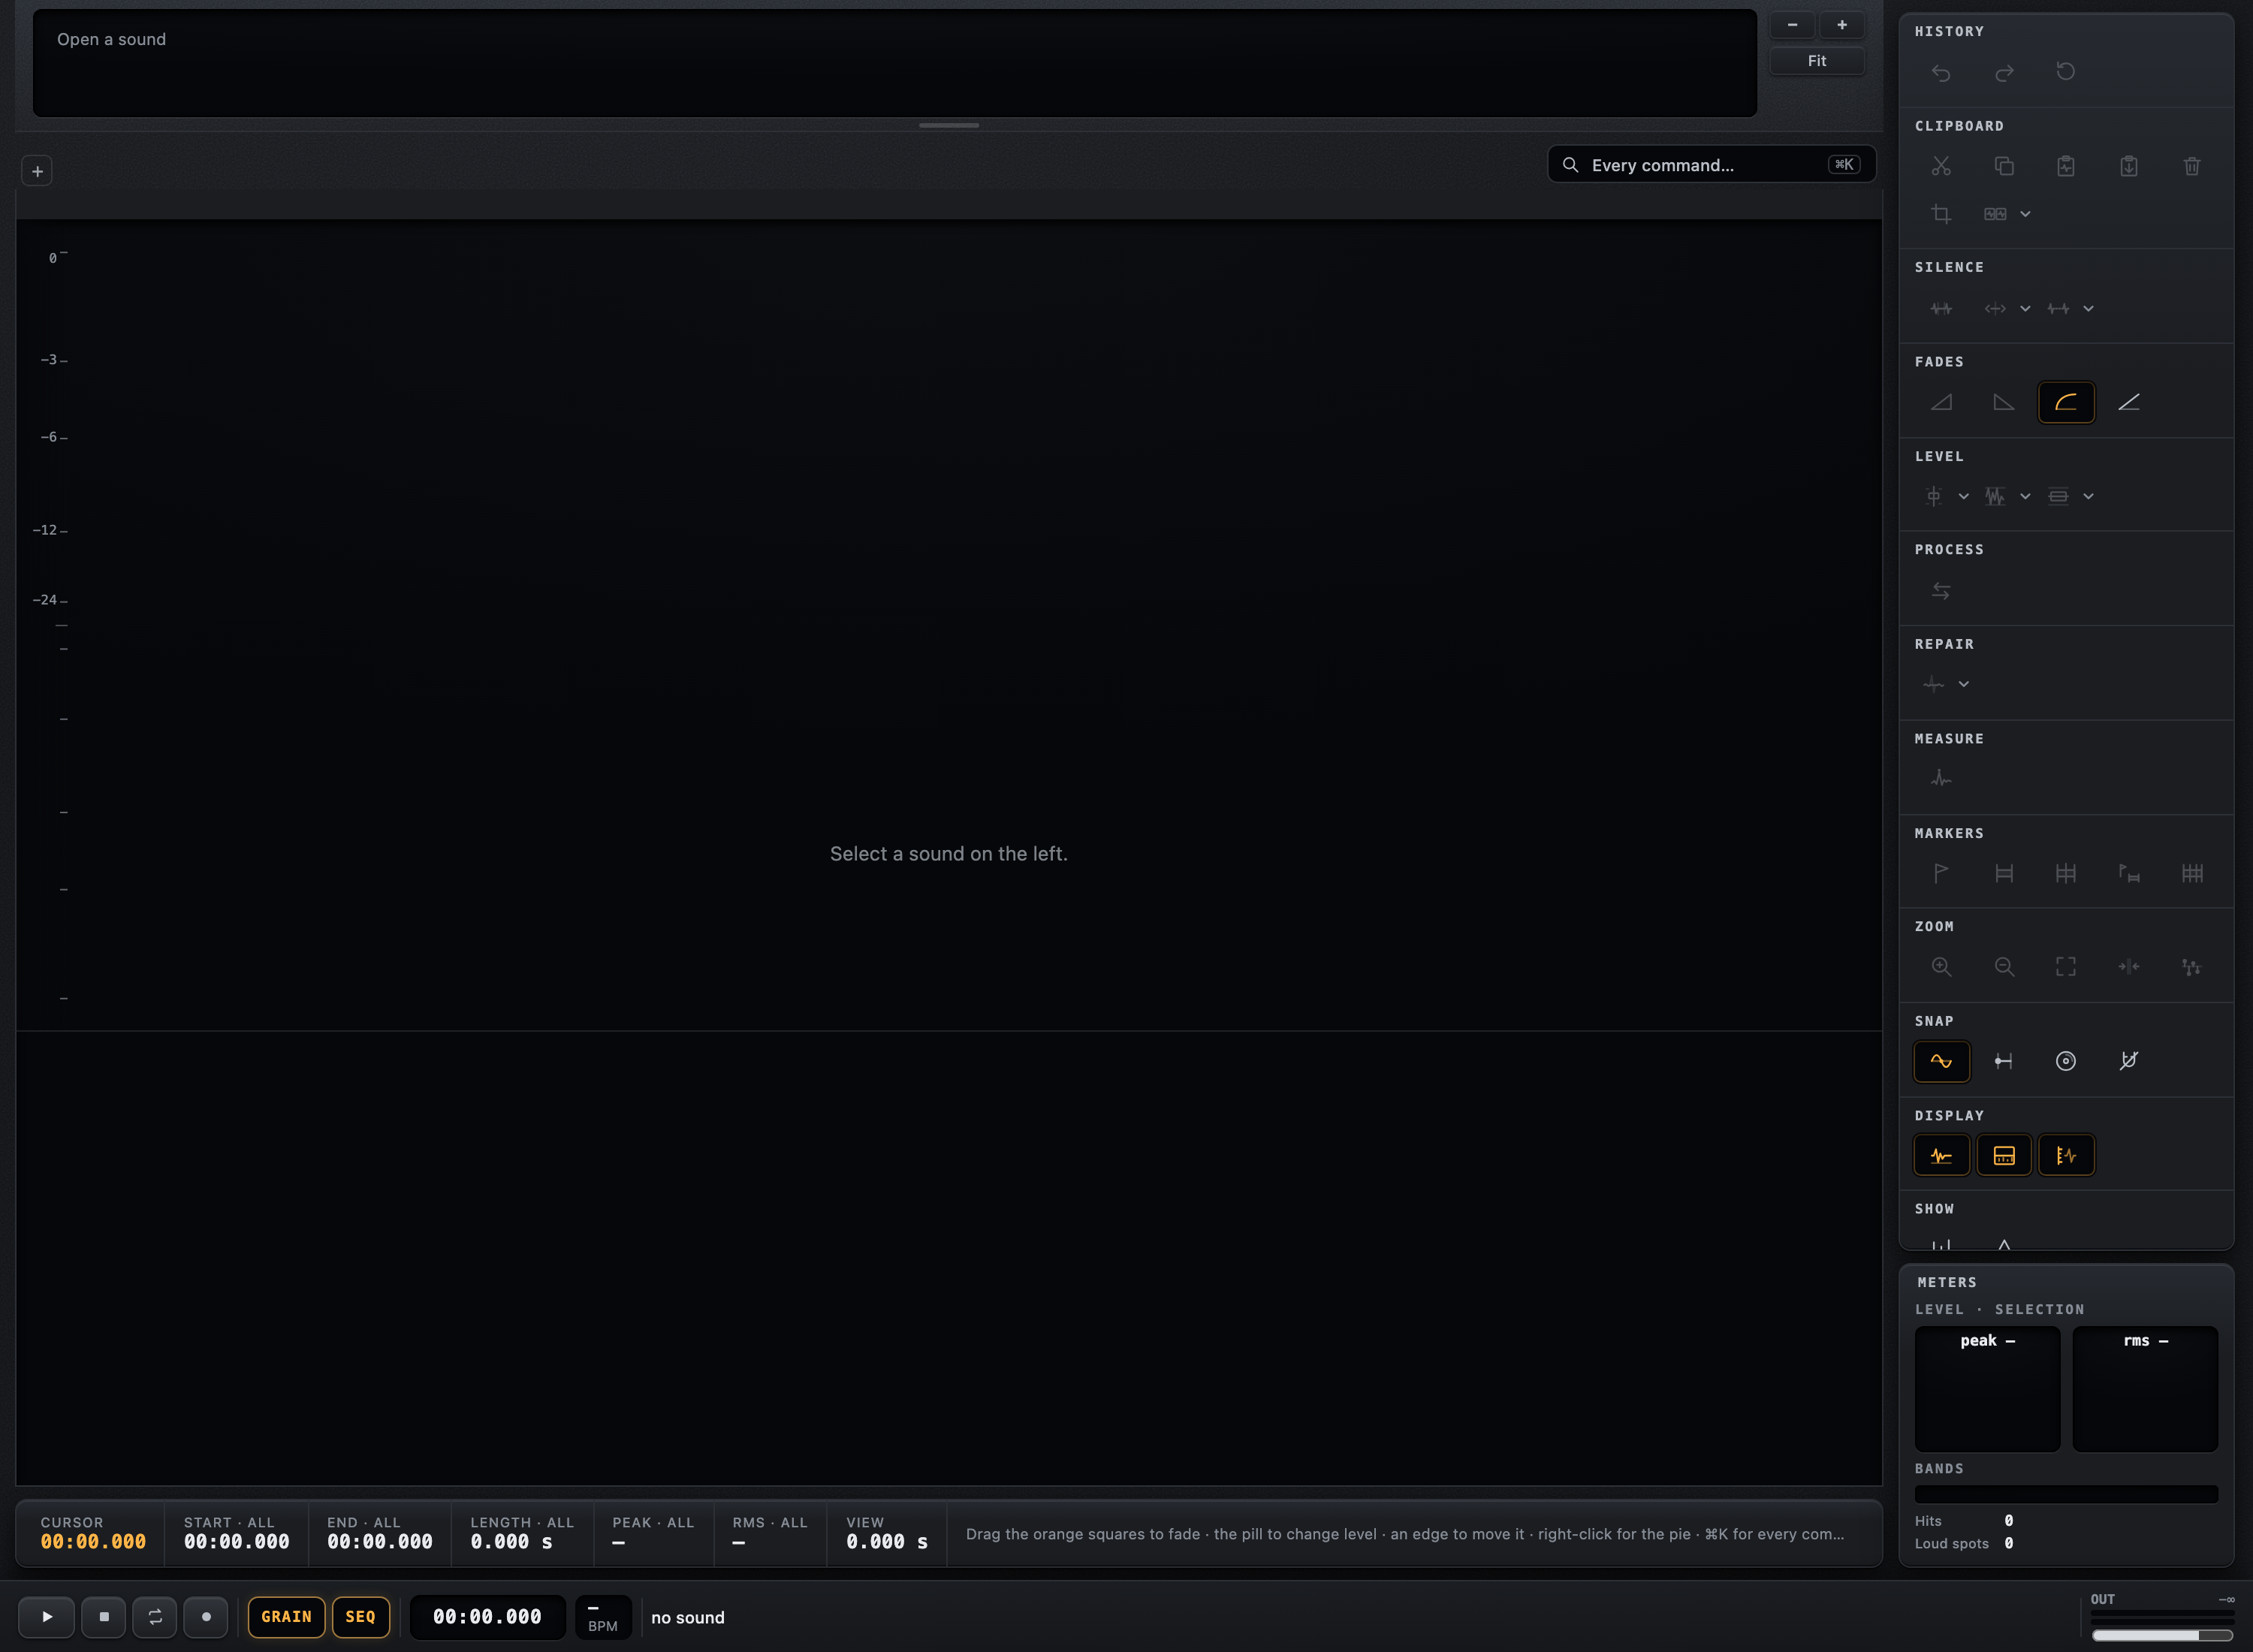 Open a sound
− +
Fit
+
Every command... ⌘K
0
−3
−6
−12
−24
Select a sound on the left.
HISTORY
CLIPBOARD
SILENCE
FADES
LEVEL
PROCESS
REPAIR
MEASURE
MARKERS
ZOOM
SNAP
DISPLAY
SHOW
METERS
LEVEL · SELECTION
peak — rms —
BANDS
Hits 0
Loud spots 0
CURSOR START · ALL END · ALL LENGTH · ALL PEAK · ALL RMS · ALL VIEW
00:00.000 00:00.000 00:00.000 0.000 s — — 0.000 s
Drag the orange squares to fade · the pill to change level · an edge to move it · right-click for the pie · ⌘K for every com…
GRAIN SEQ 00:00.000 — BPM no sound
OUT −∞